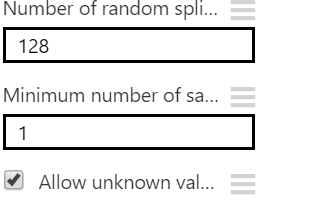 Number of random spli...
128
Minimum number of sa...
1
Allow unknown val...